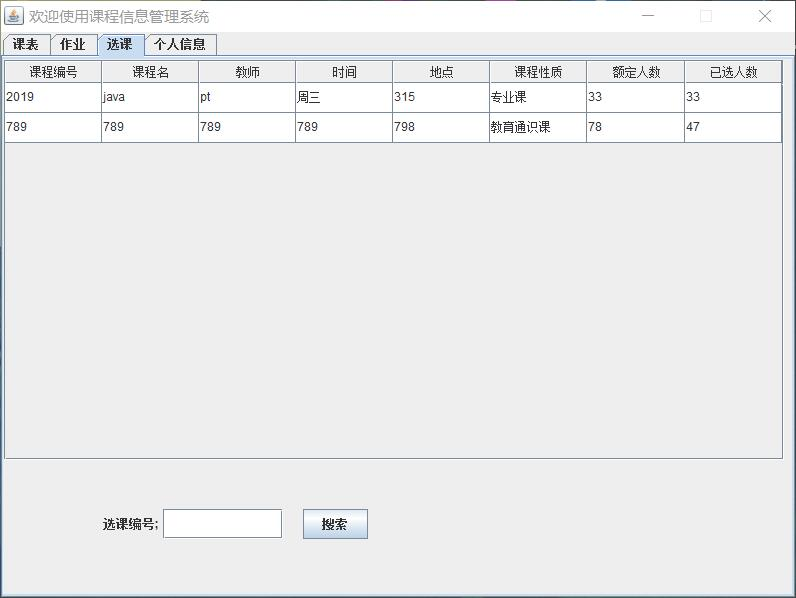 欢迎使用课程信息管理系统
课表 作业 选课 个人信息
课程编号 课程名 教师 时间 地点 课程性质 额定人数 已选人数
2019 java pt 周三 315 专业课 33 33
789 789 789 789 798 教育通识课 78 47
选课编号; 搜索